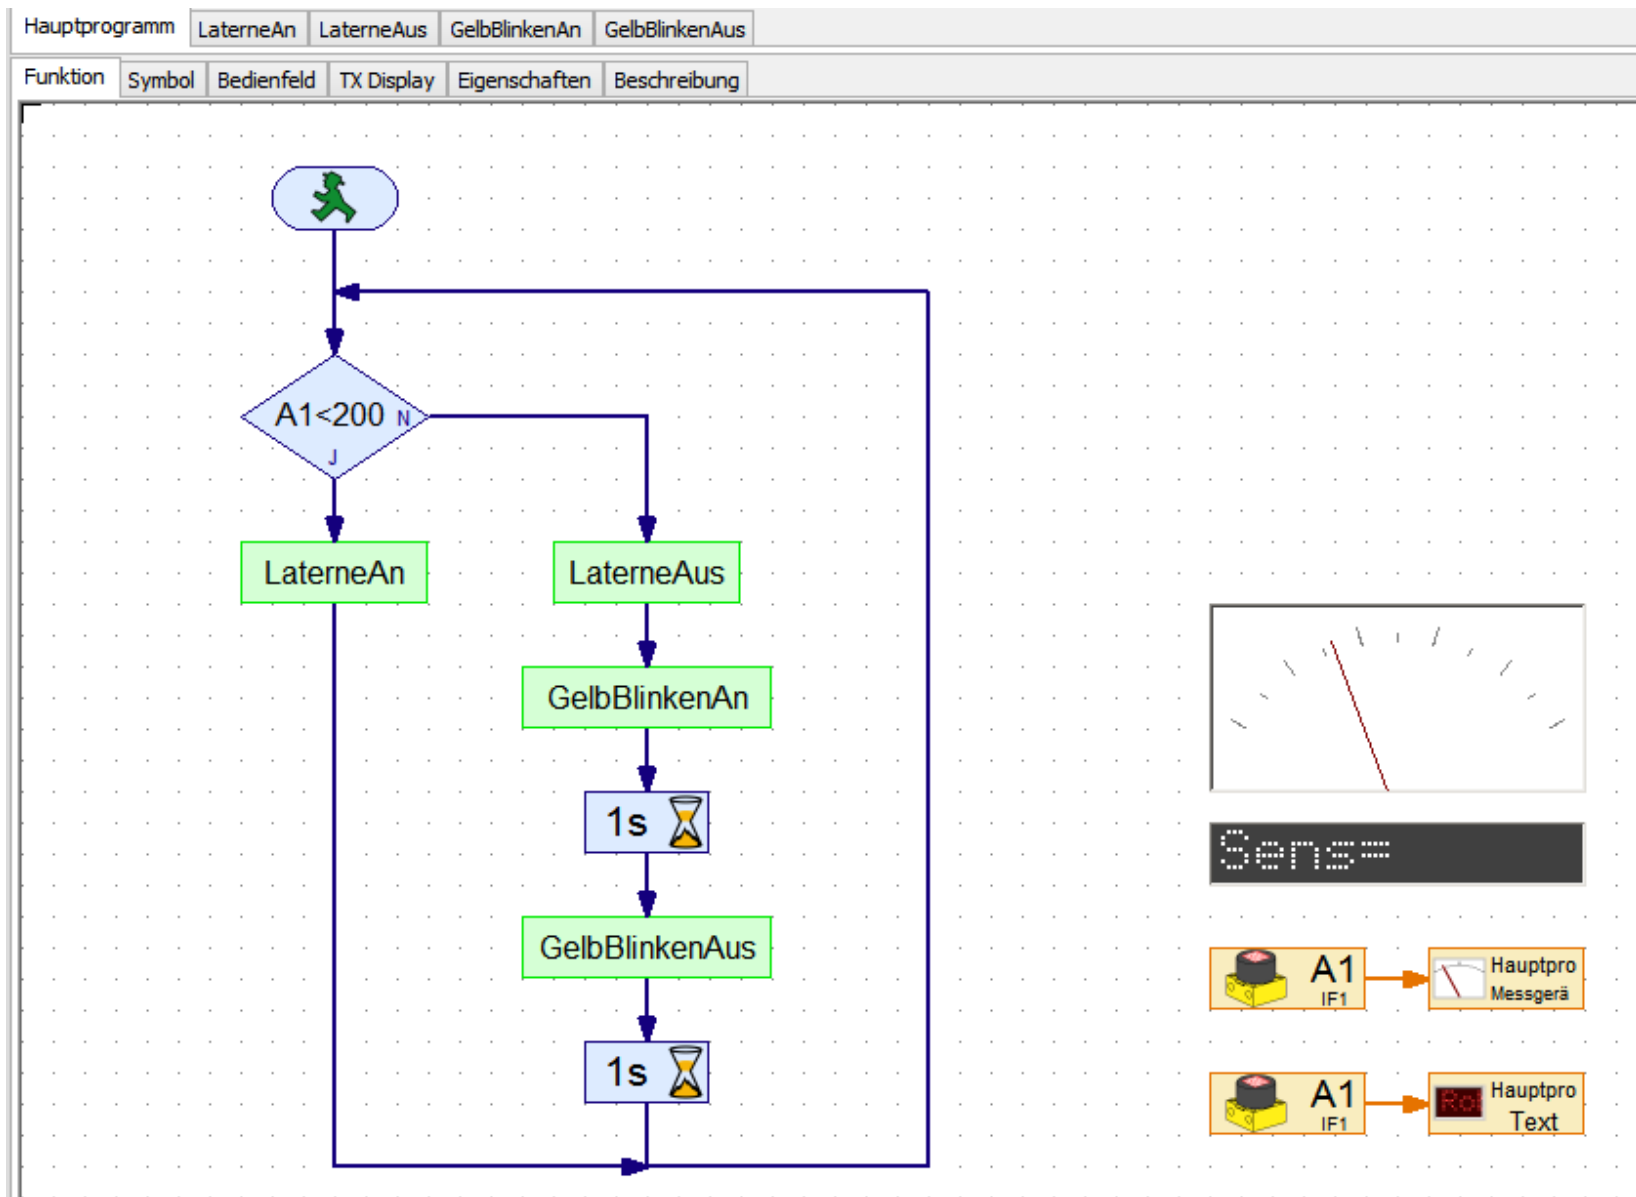 Hauptprogramm LaterneAn LaterneAus GelbBlinkenAn GelbBlinkenAus
Funktion Symbol Bedienfeld TX Display Eigenschaften Beschreibung
A1<200 N
J
LaterneAn LaterneAus
GelbBlinkenAn
1s
GelbBlinkenAus
1s
Sens=
A1
IF1
Hauptpro
Messgerä
A1
IF1
Ro
Hauptpro
Text